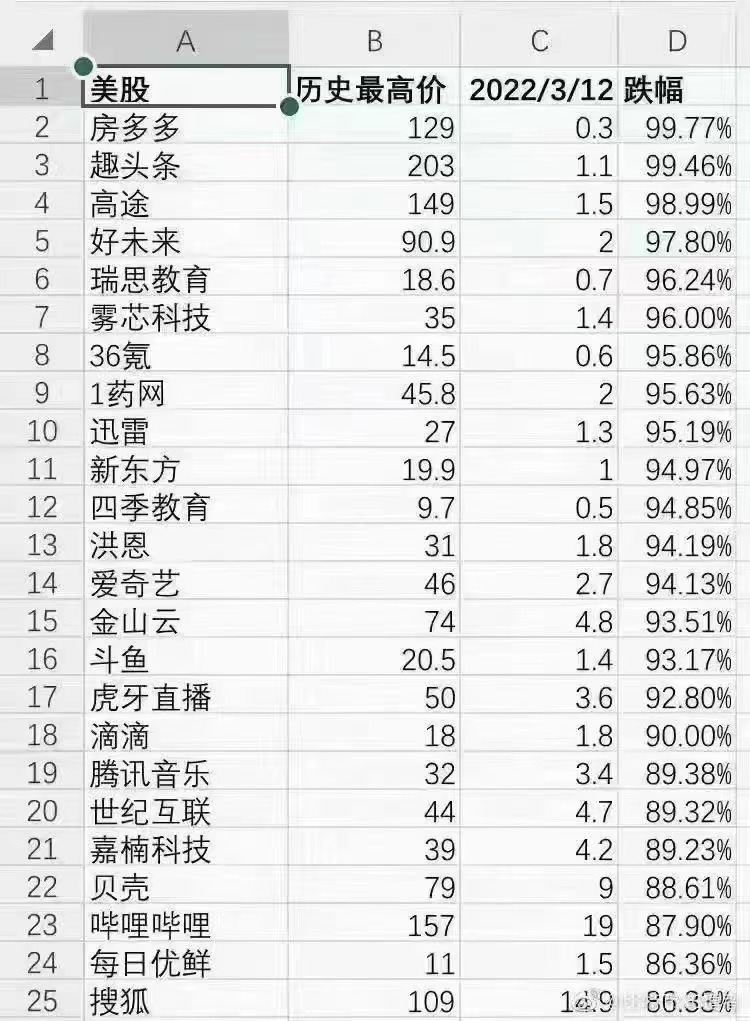 A B C D
1 美股 历史最高价 2022/3/12 跌幅
2 房多多 129 0.3 99.77%
3 趣头条 203 1.1 99.46%
4 高途 149 1.5 98.99%
5 好未来 90.9 2 97.80%
6 瑞思教育 18.6 0.7 96.24%
7 雾芯科技 35 1.4 96.00%
8 36氪 14.5 0.6 95.86%
9 1药网 45.8 2 95.63%
10 迅雷 27 1.3 95.19%
11 新东方 19.9 1 94.97%
12 四季教育 9.7 0.5 94.85%
13 洪恩 31 1.8 94.19%
14 爱奇艺 46 2.7 94.13%
15 金山云 74 4.8 93.51%
16 斗鱼 20.5 1.4 93.17%
17 虎牙直播 50 3.6 92.80%
18 滴滴 18 1.8 90.00%
19 腾讯音乐 32 3.4 89.38%
20 世纪互联 44 4.7 89.32%
21 嘉楠科技 39 4.2 89.23%
22 贝壳 79 9 88.61%
23 哔哩哔哩 157 19 87.90%
24 每日优鲜 11 1.5 86.36%
25 搜狐 109 14.9 86.33%